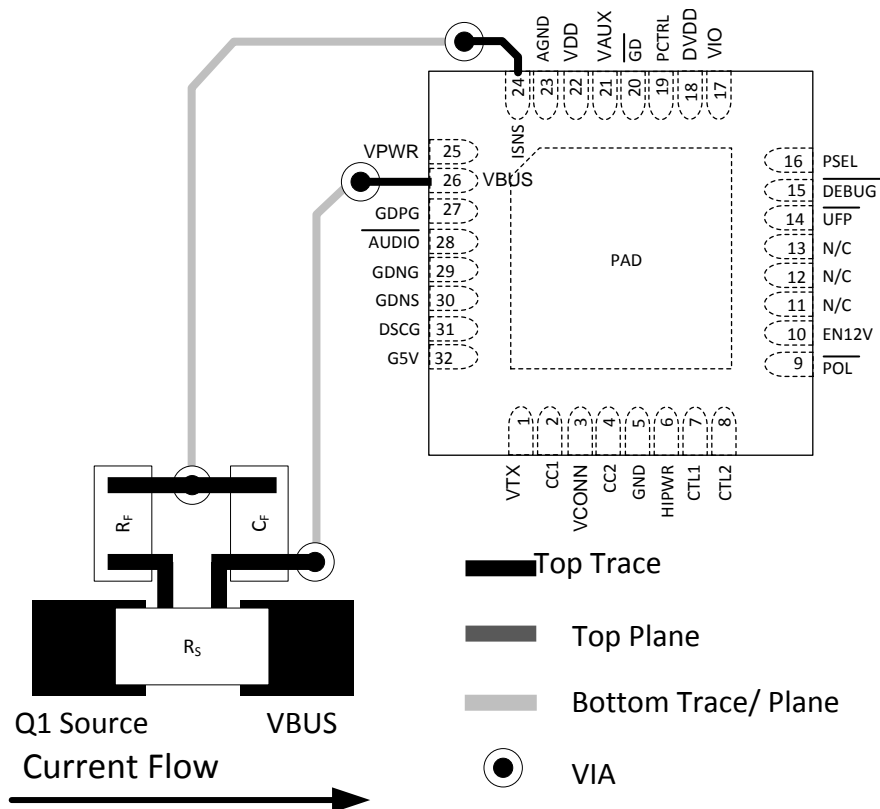 AGND
VDD
VAUX
GD
PCTRL
DVDD
VIO
24
23
22
21
20
19
18
17
ISNS
VPWR 25
26 VBUS
GDPG 27
AUDIO 28
GDNG 29
GDNS 30
DSCG 31
G5V 32
PAD
16 PSEL
15 DEBUG
14 UFP
13 N/C
12 N/C
11 N/C
10 EN12V
9 POL
1
2
3
4
5
6
7
8
VTX
CC1
VCONN
CC2
GND
HIPWR
CTL1
CTL2
RF
CF
RS
Q1 Source
VBUS
Current Flow
Top Trace
Top Plane
Bottom Trace/ Plane
VIA